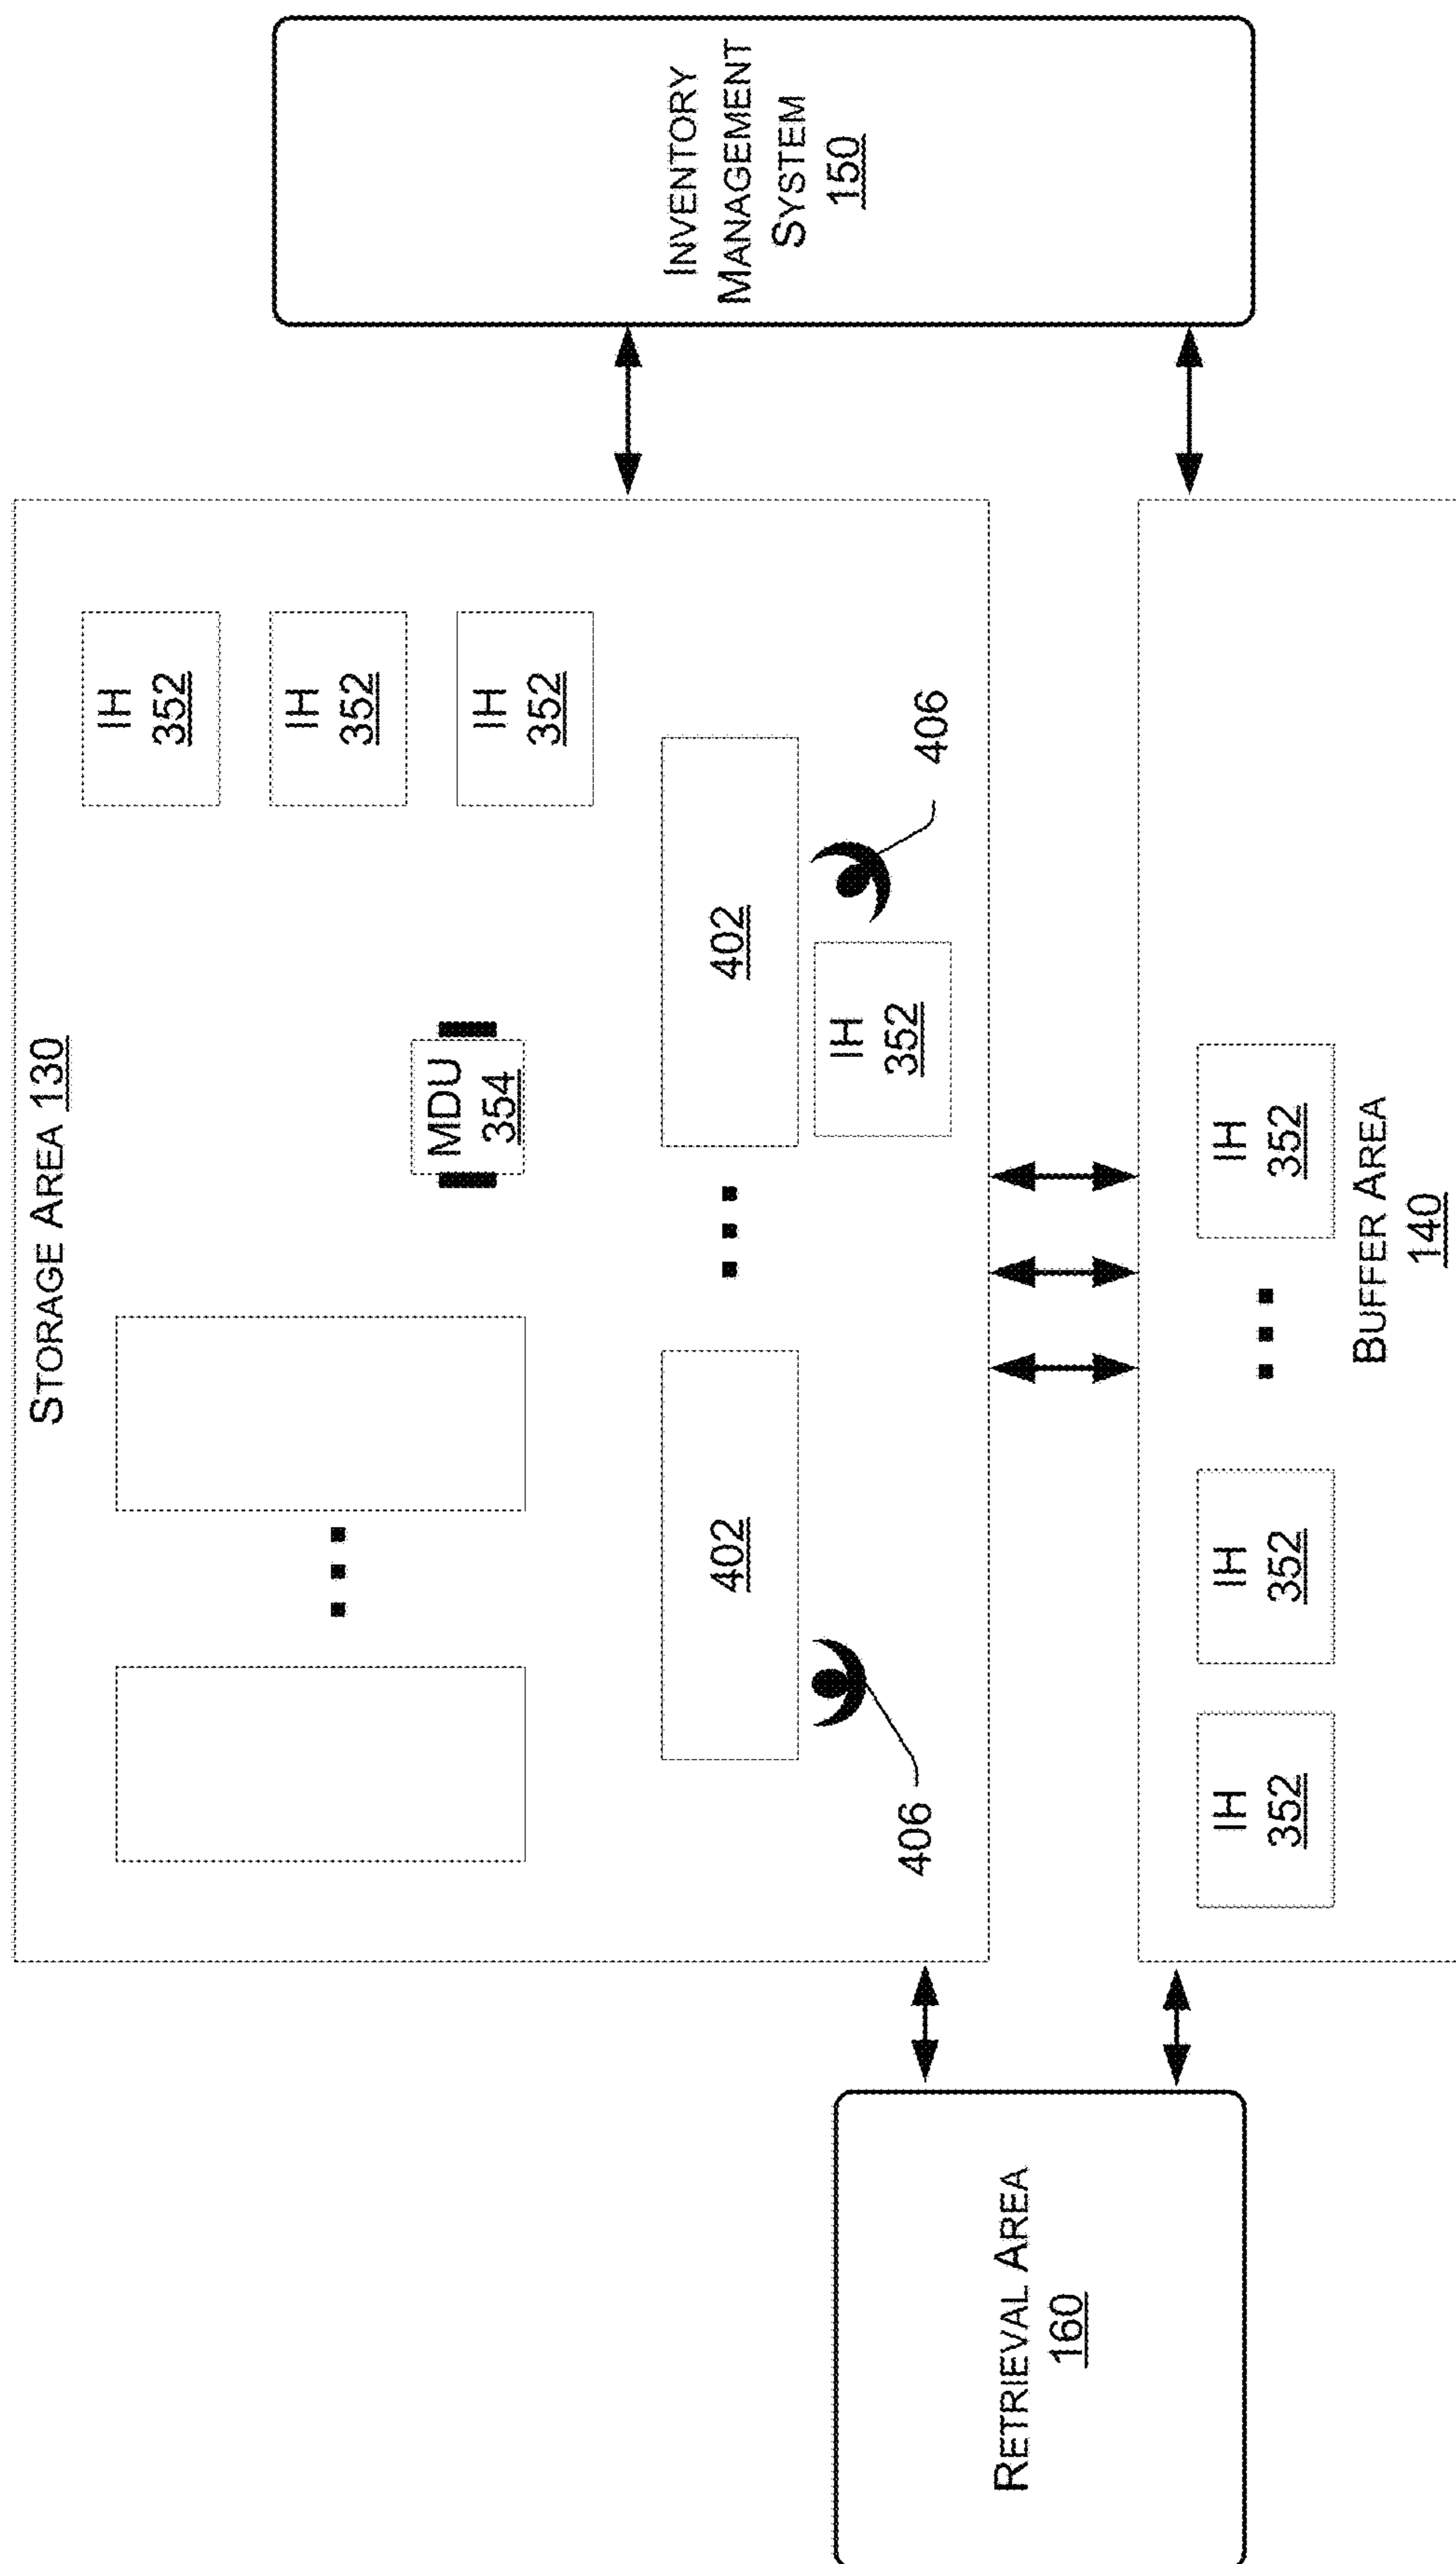 STORAGE AREA 130
MDU
354
IH
352
IH
352
IH
352
402
402
IH
352
406
406
IH
352
IH
352
IH
352
BUFFER AREA
140
RETRIEVAL AREA
160
INVENTORY
MANAGEMENT
SYSTEM
150